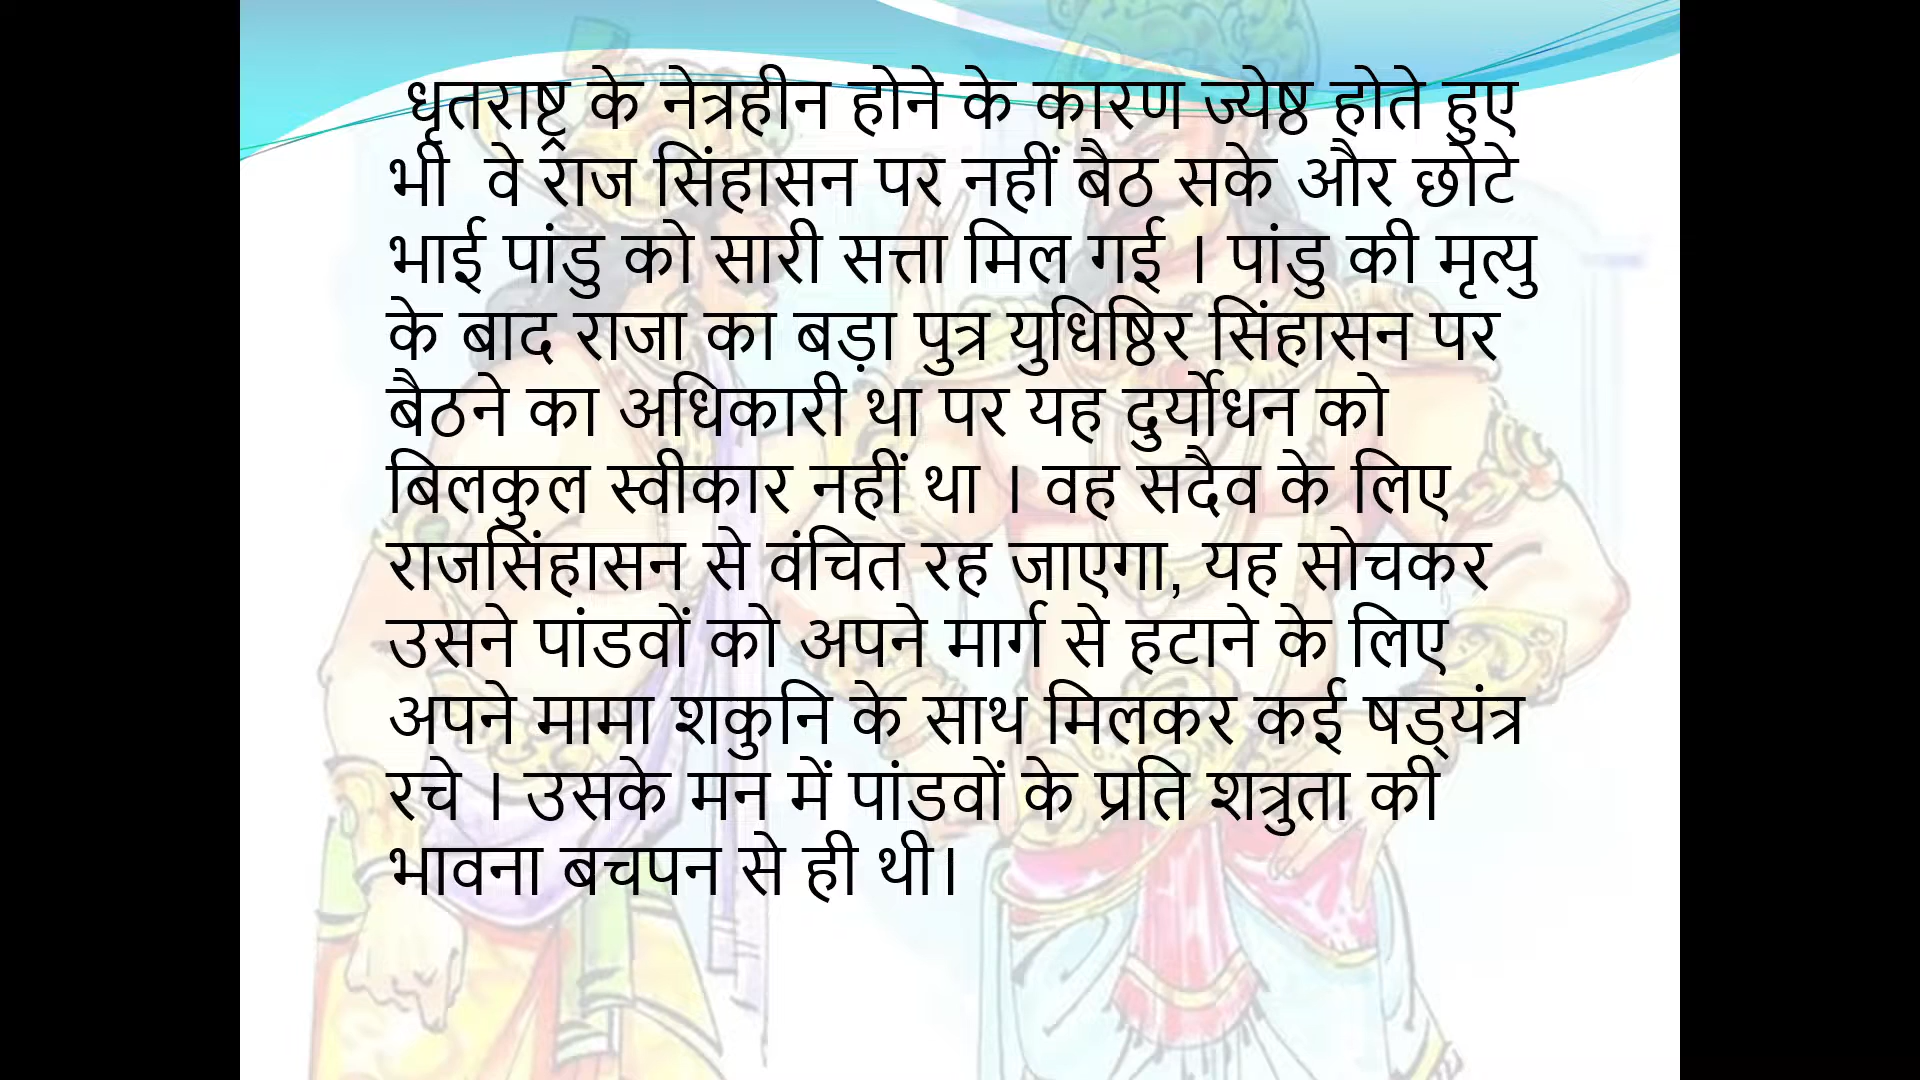 धृतराष्ट्र के नेत्रहीन होने के कारण ज्येष्ठ होते हुए
भी वे राज सिंहासन पर नहीं बैठ सके और छोटे
भाई पांडु को सारी सत्ता मिल गई । पांडु की मृत्यु
के बाद राजा का बड़ा पुत्र युधिष्ठिर सिंहासन पर
बैठने का अधिकारी था पर यह दुर्योधन को
बिलकुल स्वीकार नहीं था । वह सदैव के लिए
राजसिंहासन से वंचित रह जाएगा, यह सोचकर
उसने पांडवों को अपने मार्ग से हटाने के लिए
अपने मामा शकुनि के साथ मिलकर कई षड्यंत्र
रचे । उसके मन में पांडवों के प्रति शत्रुता की
भावना बचपन से ही थी।